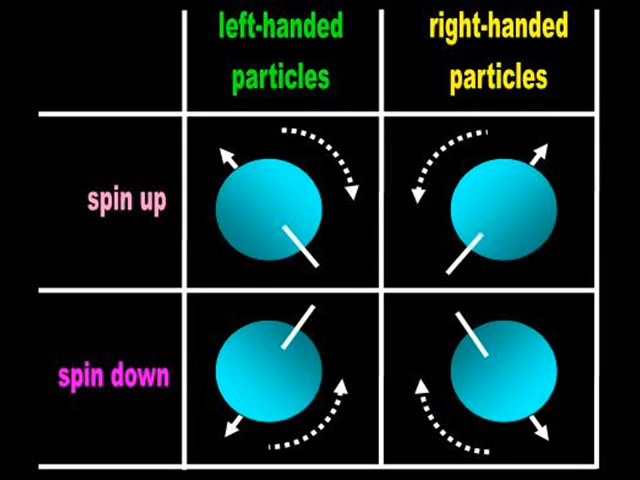 left-handed
particles
right-handed
particles
spin up
spin down